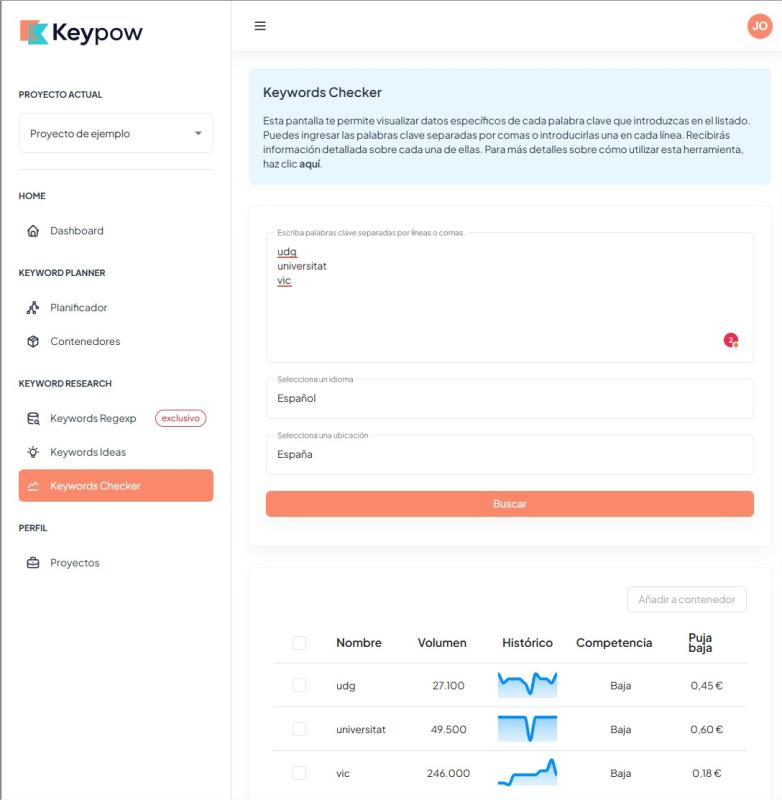 Keypow
JO
PROYECTO ACTUAL
Proyecto de ejemplo
HOME
Dashboard
KEYWORD PLANNER
Planificador
Contenedores
KEYWORD RESEARCH
Keywords Regexp exclusivo
Keywords Ideas
Keywords Checker
PERFIL
Proyectos
Keywords Checker
Esta pantalla te permite visualizar datos específicos de cada palabra clave que introduzcas en el listado.
Puedes ingresar las palabras clave separadas por comas o introducirlas una en cada línea. Recibirás
información detallada sobre cada una de ellas. Para más detalles sobre cómo utilizar esta herramienta,
haz clic aquí.
Escriba palabras clave separadas por líneas o comas.
udg
universitat
vic
2
Selecciona un idioma
Español
Selecciona una ubicación
España
Buscar
Añadir a contenedor
Nombre Volumen Histórico Competencia Puja
baja
udg 27.100 Baja 0,45 €
universitat 49.500 Baja 0,60 €
vic 246.000 Baja 0,18 €